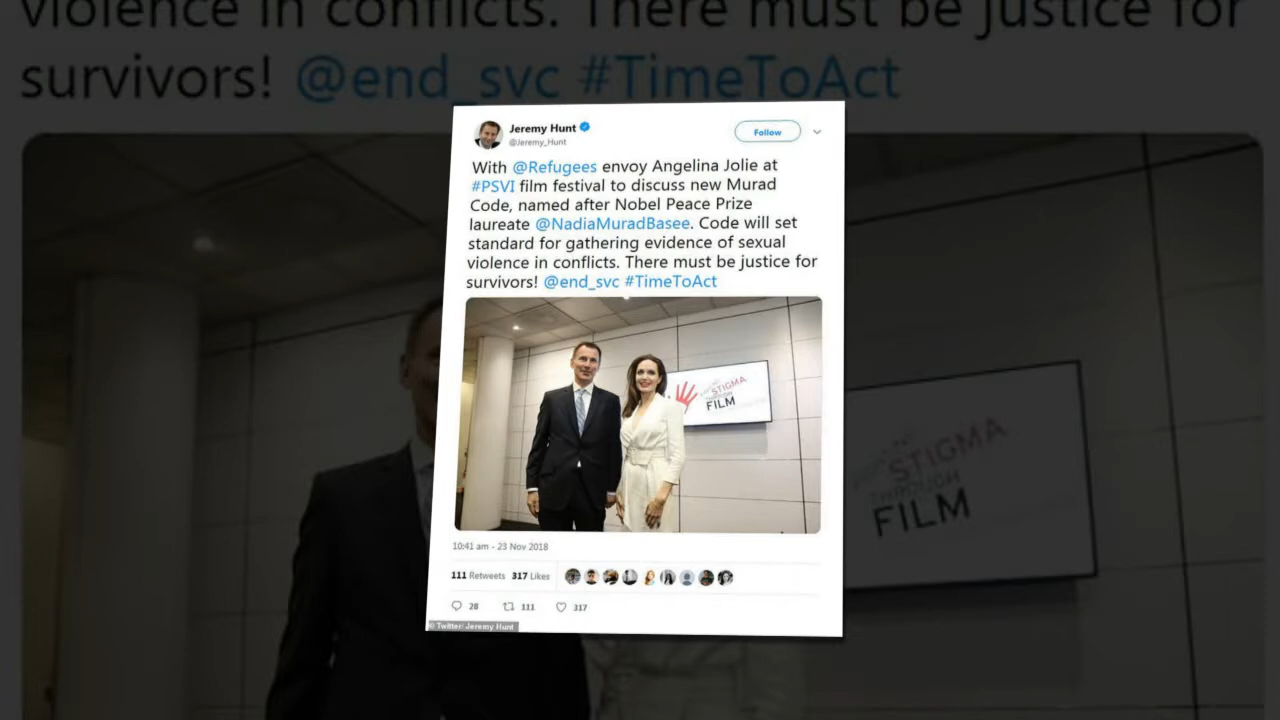 violence in conflicts. There must be justice for
survivors! @end_svc #TimeToAct
Jeremy Hunt
@Jeremy_Hunt
Follow
With @Refugees envoy Angelina Jolie at
#PSVI film festival to discuss new Murad
Code, named after Nobel Peace Prize
laureate @NadiaMuradBasee. Code will set
standard for gathering evidence of sexual
violence in conflicts. There must be justice for
survivors! @end_svc #TimeToAct
STIGMA
THROUGH
FILM
10:41 am - 23 Nov 2018
111 Retweets 317 Likes
28 111 317
© Twitter/ Jeremy Hunt
STIGMA
THROUGH
FILM